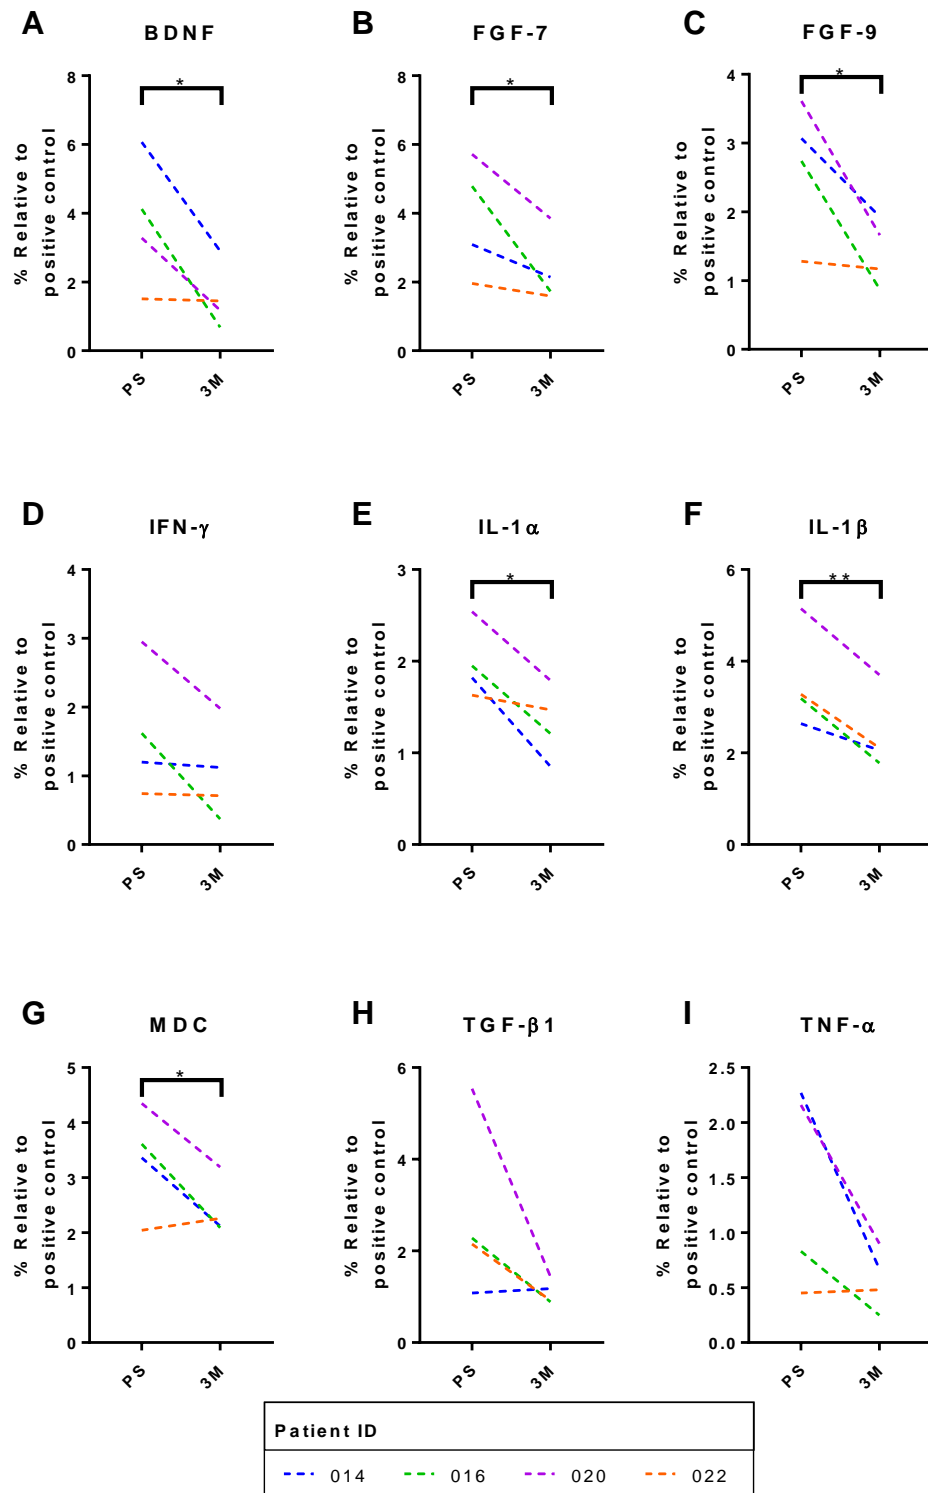 A BDNF
*
% Relative to
positive control
8
6
4
2
0
PS 3M
B FGF-7
*
% Relative to
positive control
8
6
4
2
0
PS 3M
C FGF-9
*
% Relative to
positive control
4
3
2
1
0
PS 3M
D IFN-γ
% Relative to
positive control
4
3
2
1
0
PS 3M
E IL-1α
*
% Relative to
positive control
3
2
1
0
PS 3M
F IL-1β
**
% Relative to
positive control
6
4
2
0
PS 3M
G MDC
*
% Relative to
positive control
5
4
3
2
1
0
PS 3M
H TGF-β1
% Relative to
positive control
6
4
2
0
PS 3M
I TNF-α
% Relative to
positive control
2.5
2.0
1.5
1.0
0.5
0.0
PS 3M
Patient ID
014 016 020 022